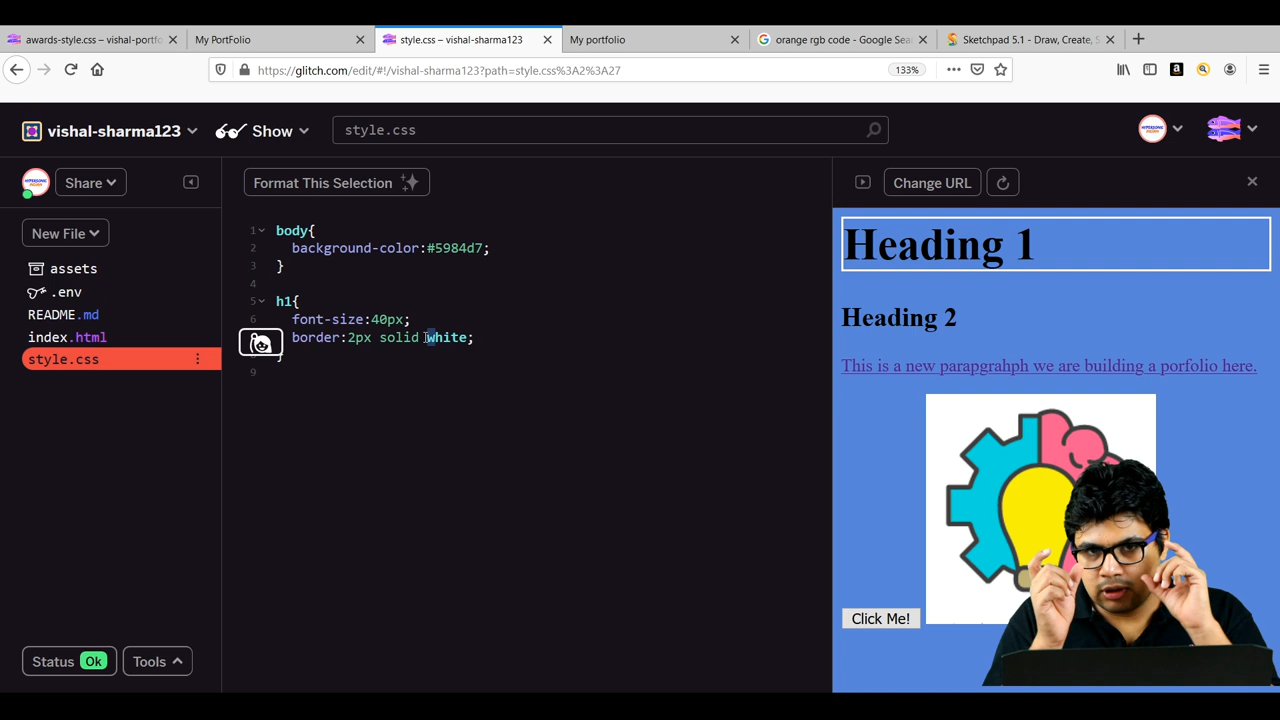 awards-style.css – vishal-portfo
My PortFolio
style.css – vishal-sharma123
My portfolio
orange rgb code - Google Sea
Sketchpad 5.1 - Draw, Create, S
https://glitch.com/edit/#!/vishal-sharma123?path=style.css%3A2%3A27
133%
vishal-sharma123
Show
style.css
Share
Format This Selection
Change URL
New File
assets
.env
README.md
index.html
style.css
1 body{
2 background-color:#5984d7;
3 }
4
5 h1{
6 font-size:40px;
border:2px solid white;
}
9
Heading 1
Heading 2
This is a new parapgrahph we are building a porfolio here.
Click Me!
Status Ok
Tools